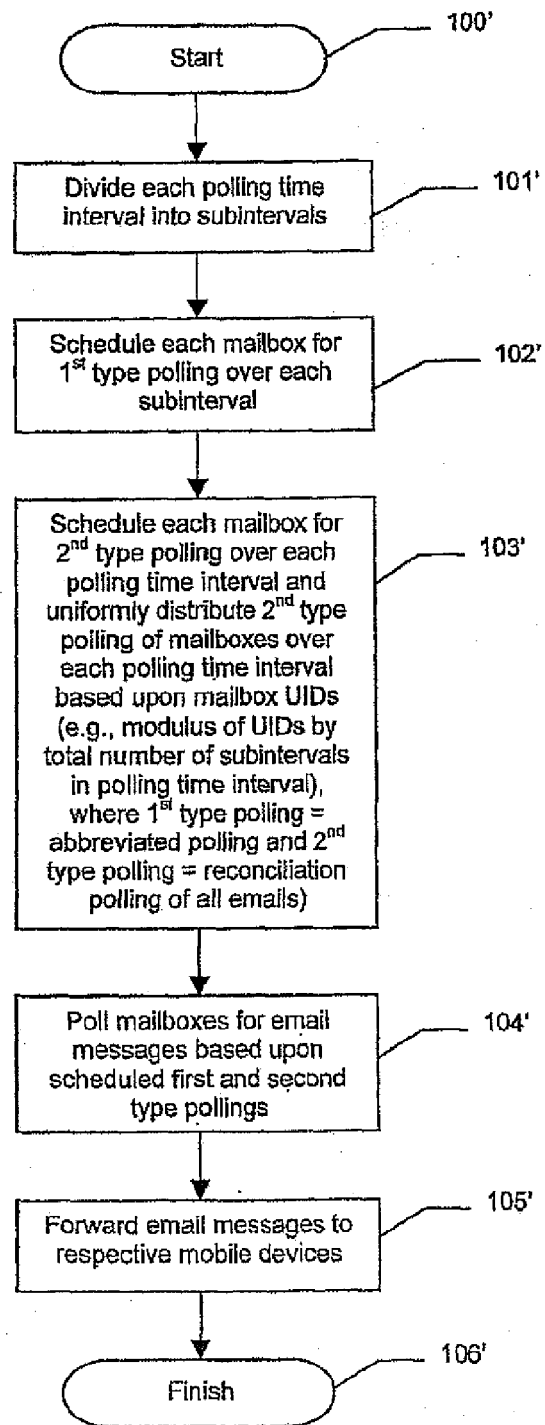 100'
Start
101'
Divide each polling time
interval into subintervals
102'
Schedule each mailbox for
1st type polling over each
subinterval
103'
Schedule each mailbox for
2nd type polling over each
polling time interval and
uniformly distribute 2nd type
polling of mailboxes over
each polling time interval
based upon mailbox UIDs
(e.g., modulus of UIDs by
total number of subintervals
in polling time interval),
where 1st type polling =
abbreviated polling and 2nd
type polling = reconciliation
polling of all emails)
104'
Poll mailboxes for email
messages based upon
scheduled first and second
type pollings
105'
Forward email messages to
respective mobile devices
106'
Finish